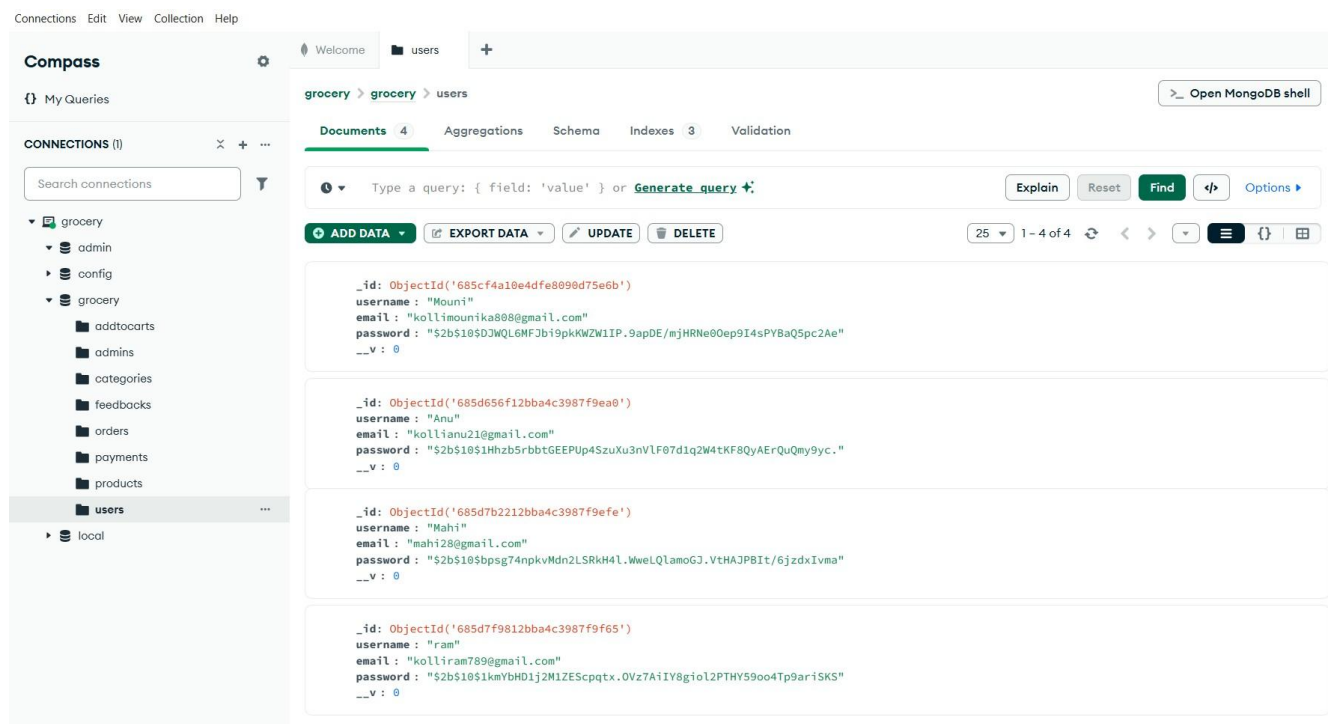 Connections Edit View Collection Help
Compass
{} My Queries
CONNECTIONS (1)
Search connections
grocery
admin
config
grocery
addtocarts
admins
categories
feedbacks
orders
payments
products
users
local
Welcome
users
grocery > grocery > users
>_ Open MongoDB shell
Documents 4 Aggregations Schema Indexes 3 Validation
Type a query: { field: 'value' } or Generate query
Explain Reset Find </> Options
ADD DATA EXPORT DATA UPDATE DELETE
25 1 – 4 of 4 {}
_id: ObjectId('685cf4a10e4dfe8090d75e6b')
username : "Mouni"
email : "kollimounika808@gmail.com"
password : "$2b$10$DJWQL6MFJbi9pkKWZW1IP.9apDE/mjHRNe0Oep9I4sPYBaQ5pc2Ae"
__v : 0
_id: ObjectId('685d656f12bba4c3987f9ea0')
username : "Anu"
email : "kollianu21@gmail.com"
password : "$2b$10$1Hhzb5rbbtGEEPUp4SzuXu3nVlF07d1q2W4tKF8QyAErQuQmy9yc."
__v : 0
_id: ObjectId('685d7b2212bba4c3987f9efe')
username : "Mahi"
email : "mahi28@gmail.com"
password : "$2b$10$bpsg74npkvMdn2LSRkH4l.WweLQlamoGJ.VtHAJPBIt/6jzdxIvma"
__v : 0
_id: ObjectId('685d7f9812bba4c3987f9f65')
username : "ram"
email : "kolliram789@gmail.com"
password : "$2b$10$1kmYbHD1j2M1ZEScpqtx.OVz7AiIY8giol2PTHY59oo4Tp9ariSKS"
__v : 0